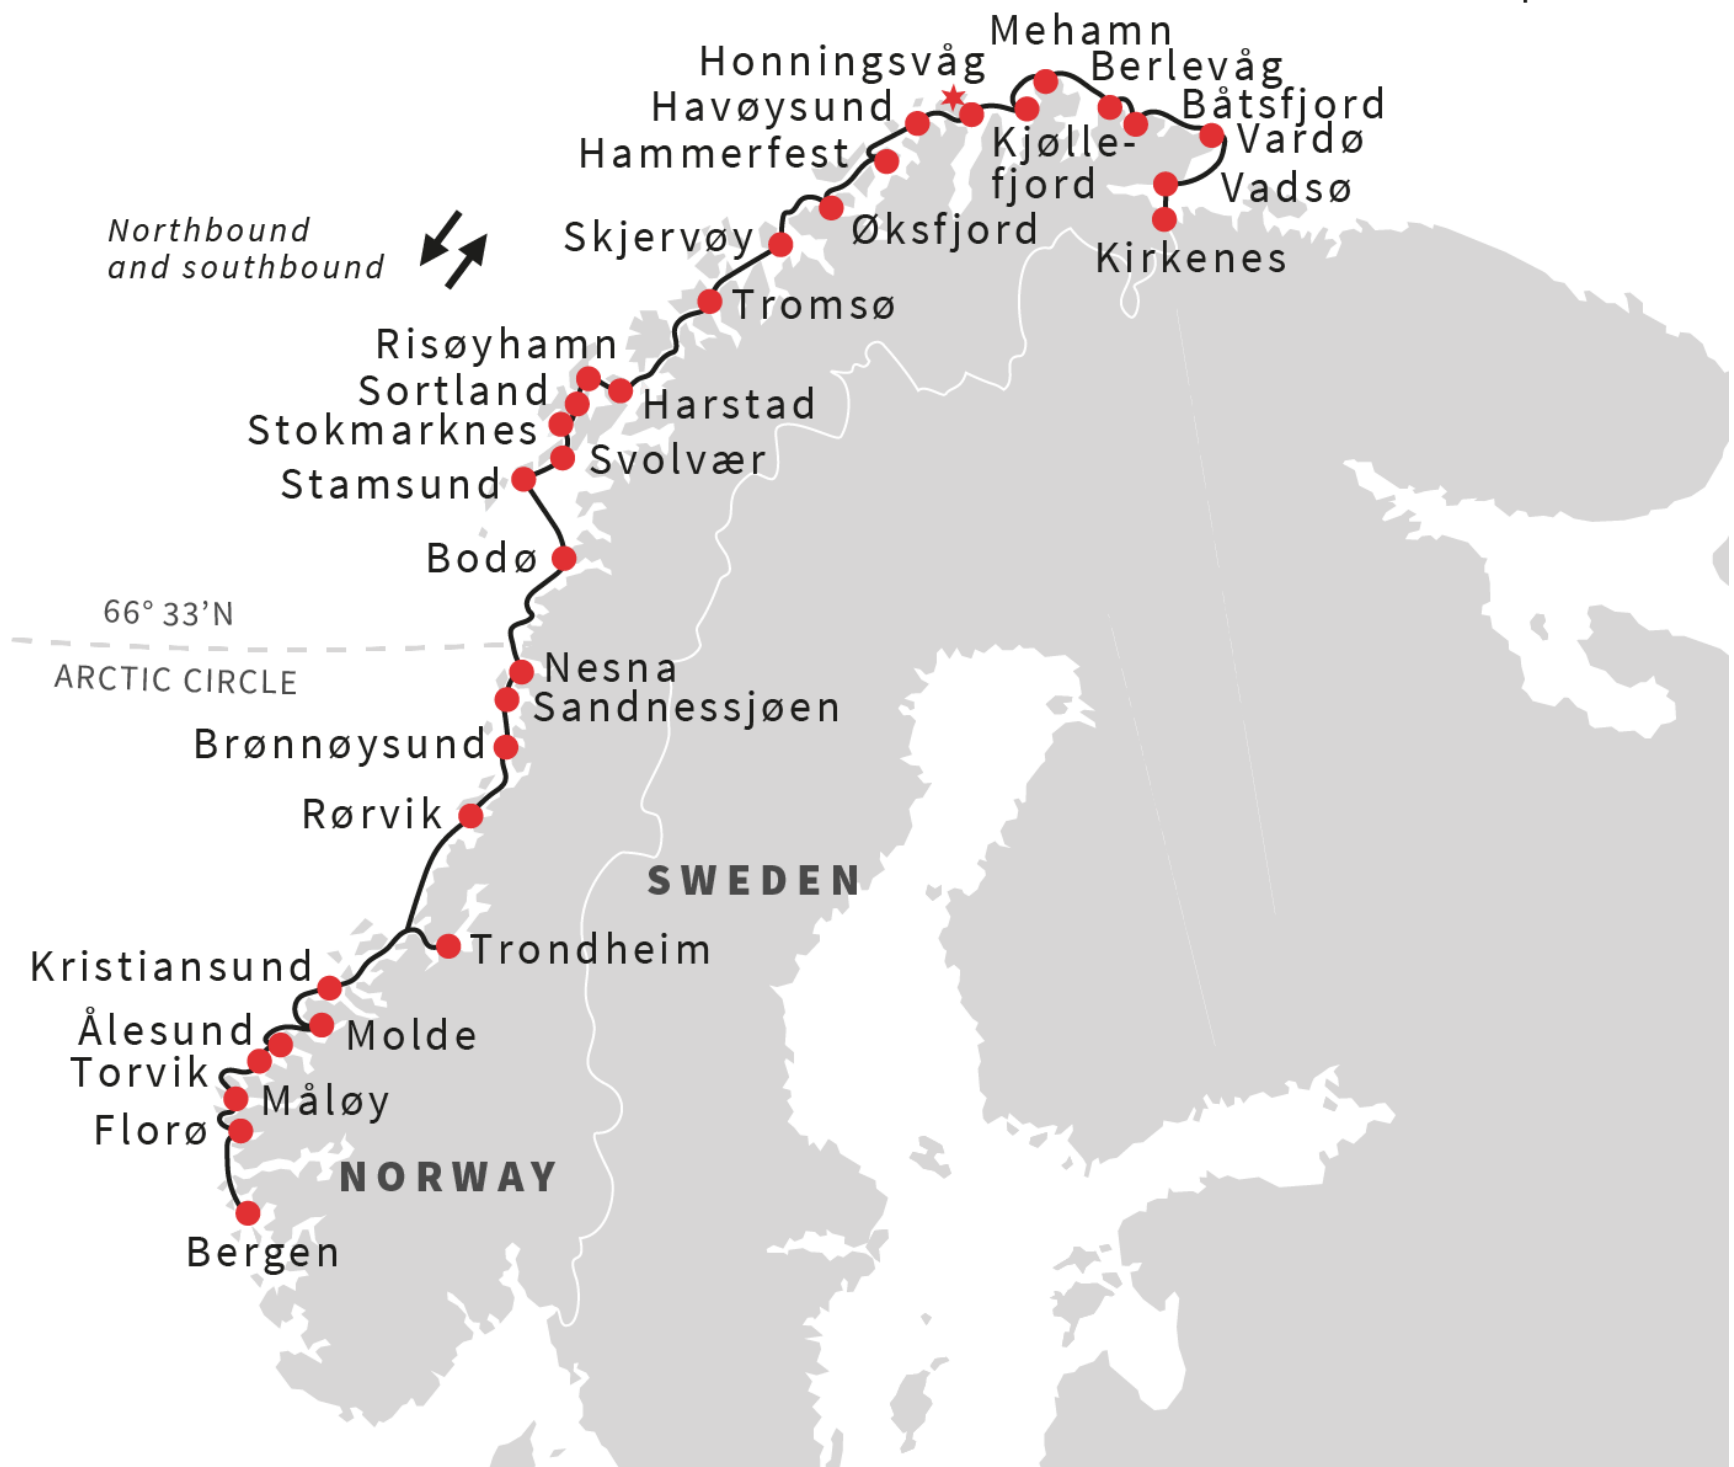 Mehamn
Honningsvåg
Berlevåg
Havøysund
Båtsfjord
Hammerfest
Kjølle-
fjord
Vardø
Vadsø
Northbound
and southbound
Skjervøy
Øksfjord
Kirkenes
Tromsø
Risøyhamn
Sortland
Harstad
Stokmarknes
Svolvær
Stamsund
Bodø
66° 33’N
ARCTIC CIRCLE
Nesna
Sandnessjøen
Brønnøysund
Rørvik
SWEDEN
Trondheim
Kristiansund
Ålesund
Molde
Torvik
Måløy
Florø
NORWAY
Bergen